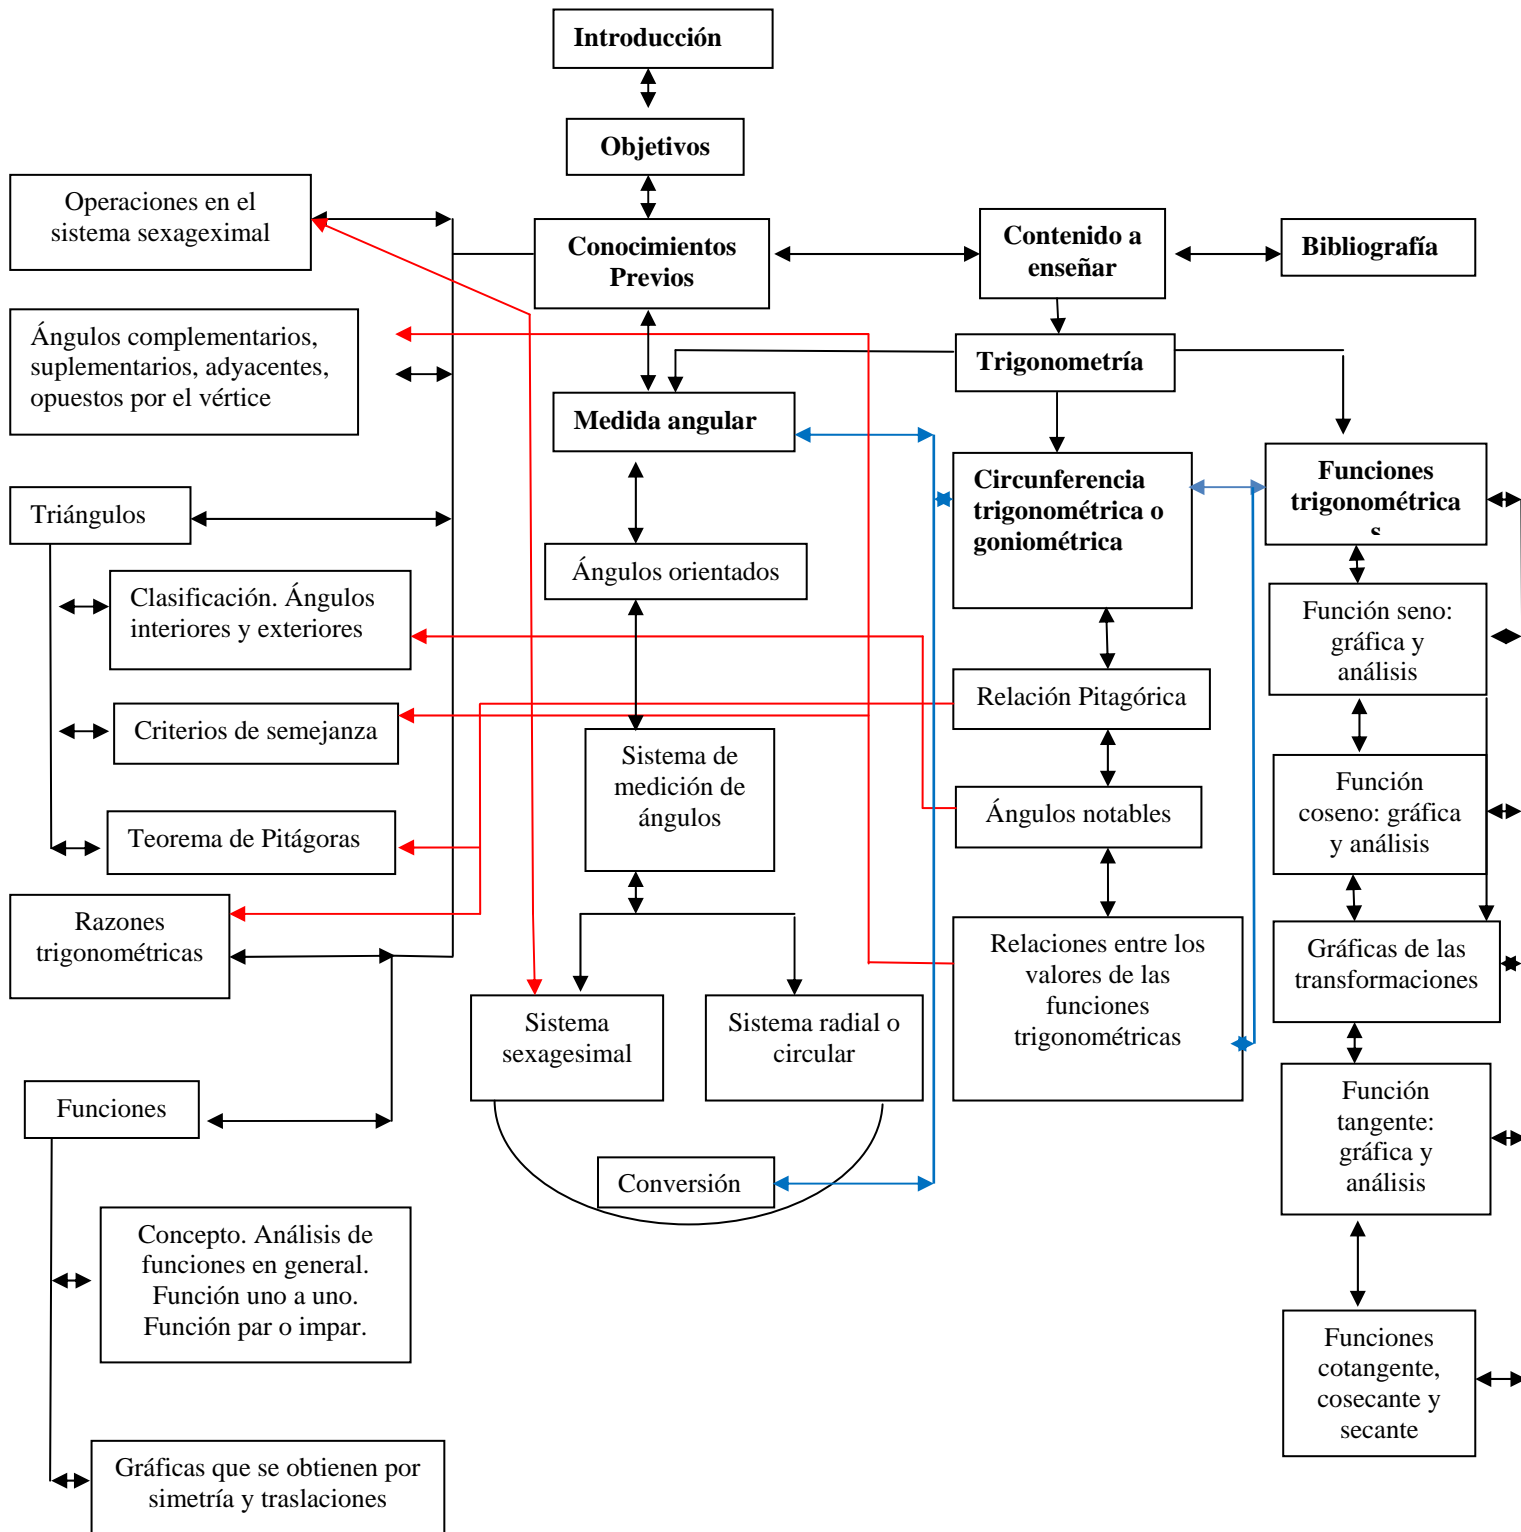 Introducción
Objetivos
Operaciones en el
sistema sexageximal
Conocimientos
Previos
Contenido a
enseñar
Bibliografía
Ángulos complementarios,
suplementarios, adyacentes,
opuestos por el vértice
Trigonometría
Medida angular
Circunferencia
trigonométrica o
goniométrica
Funciones
trigonométrica
s
Triángulos
Ángulos orientados
Clasificación. Ángulos
interiores y exteriores
Función seno:
gráfica y
análisis
Relación Pitagórica
Criterios de semejanza
Sistema de
medición de
ángulos
Función
coseno: gráfica
y análisis
Ángulos notables
Teorema de Pitágoras
Razones
trigonométricas
Relaciones entre los
valores de las
funciones
trigonométricas
Gráficas de las
transformaciones
Sistema
sexagesimal
Sistema radial o
circular
Funciones
Función
tangente:
gráfica y
análisis
Conversión
Concepto. Análisis de
funciones en general.
Función uno a uno.
Función par o impar.
Funciones
cotangente,
cosecante y
secante
Gráficas que se obtienen por
simetría y traslaciones